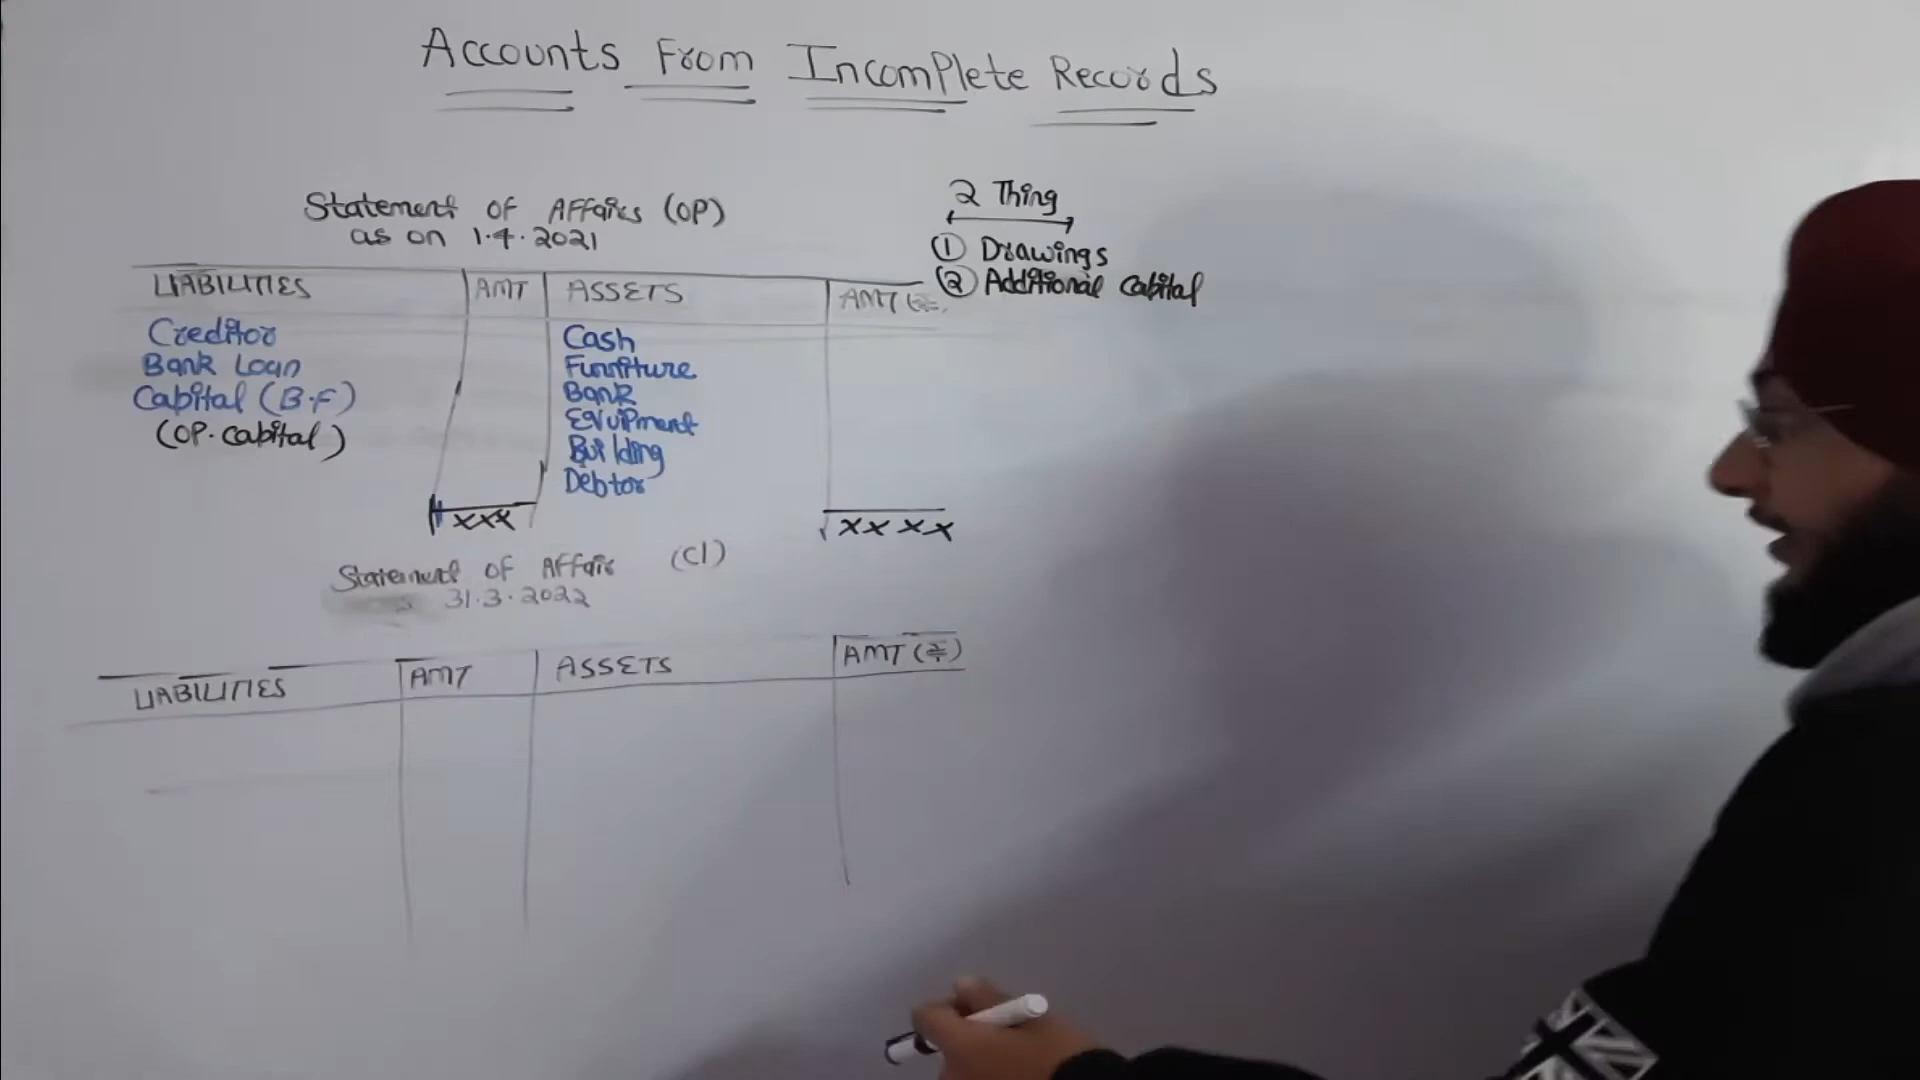 Accounts From Incomplete Records
Statement of Affairs (OP)
as on 1.4.2021
2 Thing
① Drawings
② Additional Capital
LIABILITIES AMT ASSETS AMT (₹)
Creditor Cash
Bank Loan Furniture
Capital (B.F) Bank
(OP. Capital) Equipment
Building
Debtor
xxx xxxx
Statement of Affair (Cl)
31.3.2022
LIABILITIES AMT ASSETS AMT (₹)